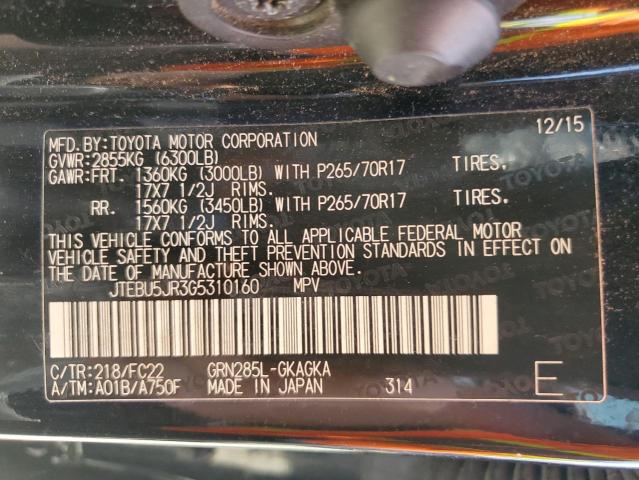 MFD.BY:TOYOTA MOTOR CORPORATION 12/15
GVWR:2855KG (6300LB)
GAWR:FRT. 1360KG (3000LB) WITH P265/70R17 TIRES.
17X7 1/2J RIMS.
RR. 1560KG (3450LB) WITH P265/70R17 TIRES.
17X7 1/2J RIMS.
THIS VEHICLE CONFORMS TO ALL APPLICABLE FEDERAL MOTOR
VEHICLE SAFETY AND THEFT PREVENTION STANDARDS IN EFFECT ON
THE DATE OF MANUFACTURE SHOWN ABOVE.
JTEBU5JR3G5310160 MPV
C/TR:218/FC22 GRN285L-GKAGKA
A/TM:A01B/A750F MADE IN JAPAN 314 E